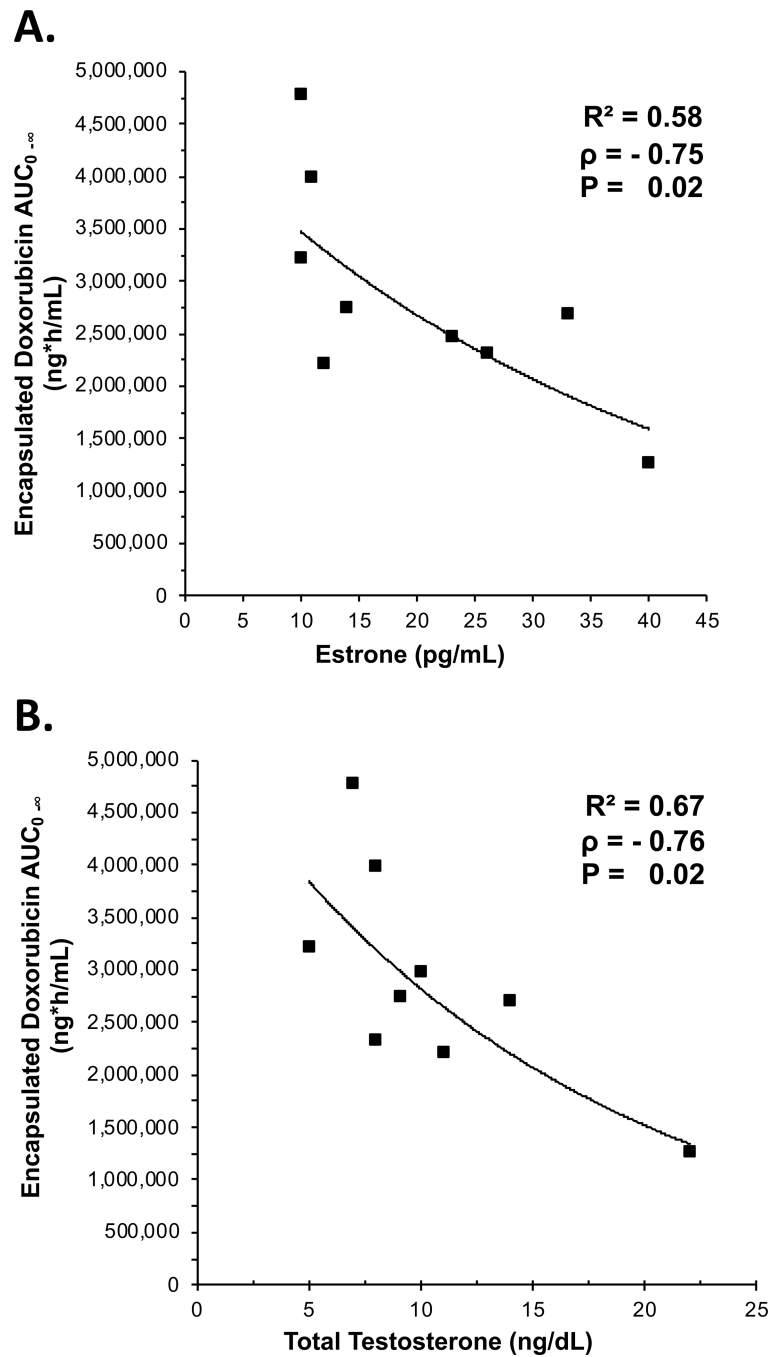 A.
Encapsulated Doxorubicin AUC0 -∞
(ng*h/mL)
5,000,000
4,500,000
4,000,000
3,500,000
3,000,000
2,500,000
2,000,000
1,500,000
1,000,000
500,000
0
R² = 0.58
ρ = - 0.75
P = 0.02
0 5 10 15 20 25 30 35 40 45
Estrone (pg/mL)
B.
Encapsulated Doxorubicin AUC0 -∞
(ng*h/mL)
5,000,000
4,500,000
4,000,000
3,500,000
3,000,000
2,500,000
2,000,000
1,500,000
1,000,000
500,000
0
R² = 0.67
ρ = - 0.76
P = 0.02
0 5 10 15 20 25
Total Testosterone (ng/dL)